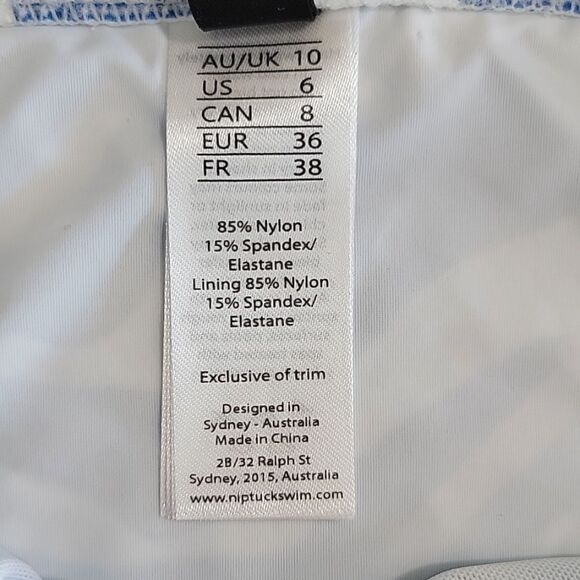 AU/UK 10
US 6
CAN 8
EUR 36
FR 38
85% Nylon
15% Spandex/
Elastane
Lining 85% Nylon
15% Spandex/
Elastane
Exclusive of trim
Designed in
Sydney - Australia
Made in China
2B/32 Ralph St
Sydney, 2015, Australia
www.niptuckswim.com